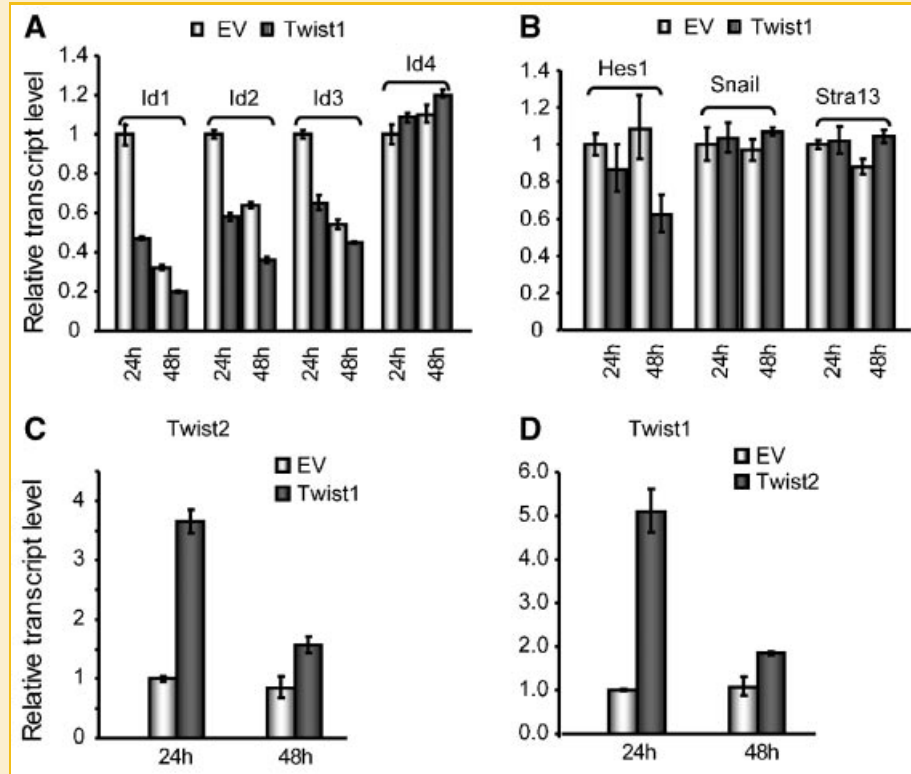 A
EV Twist1
Relative transcript level
1.4
1.2
1
0.8
0.6
0.4
0.2
0
Id1
Id2
Id3
Id4
24h 48h 24h 48h 24h 48h 24h 48h
B
EV Twist1
1.4
1.2
1
0.8
0.6
0.4
0.2
0
Hes1
Snail
Stra13
24h 48h 24h 48h 24h 48h
C
Twist2
EV
Twist1
Relative transcript level
4
3
2
1
0
24h 48h
D
Twist1
EV
Twist2
6.0
5.0
4.0
3.0
2.0
1.0
0.0
24h 48h